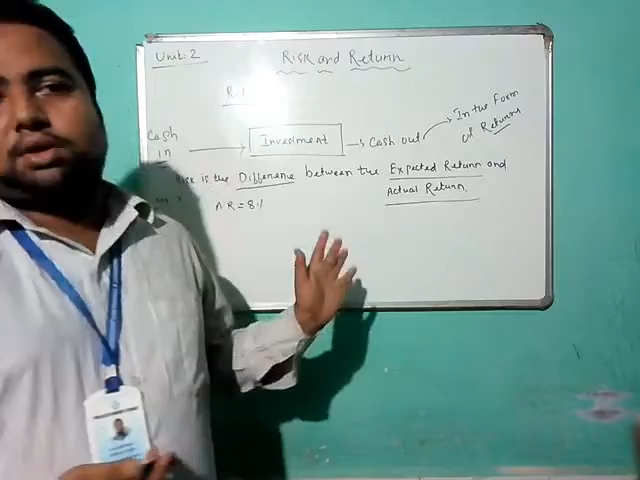 Unit: 2
Risk and Return
R.
Cash
in
Investment
Cash out
In the Form
of Returns
is the Difference between the Expected Return and
Actual Return.
A.R = 8%